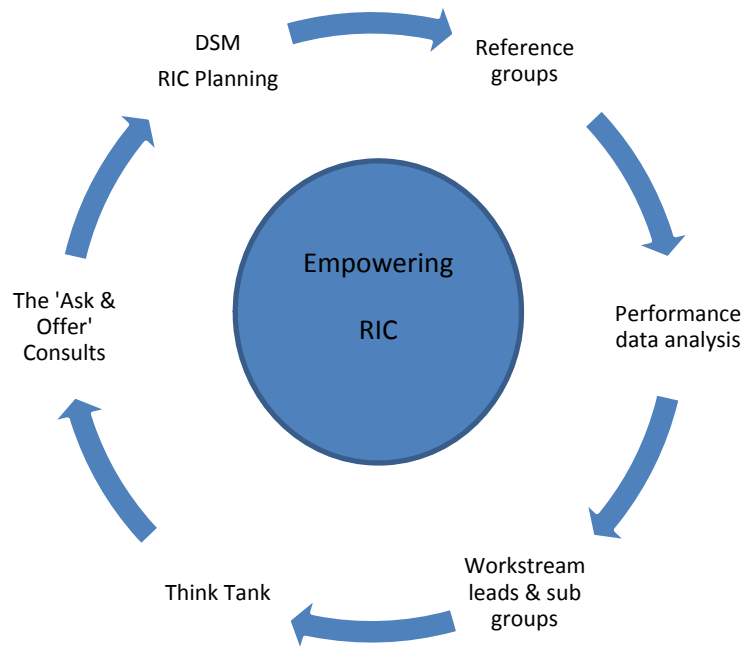 DSM
RIC Planning
Reference
groups
Performance
data analysis
Workstream
leads & sub
groups
Think Tank
The 'Ask &
Offer'
Consults
Empowering
RIC